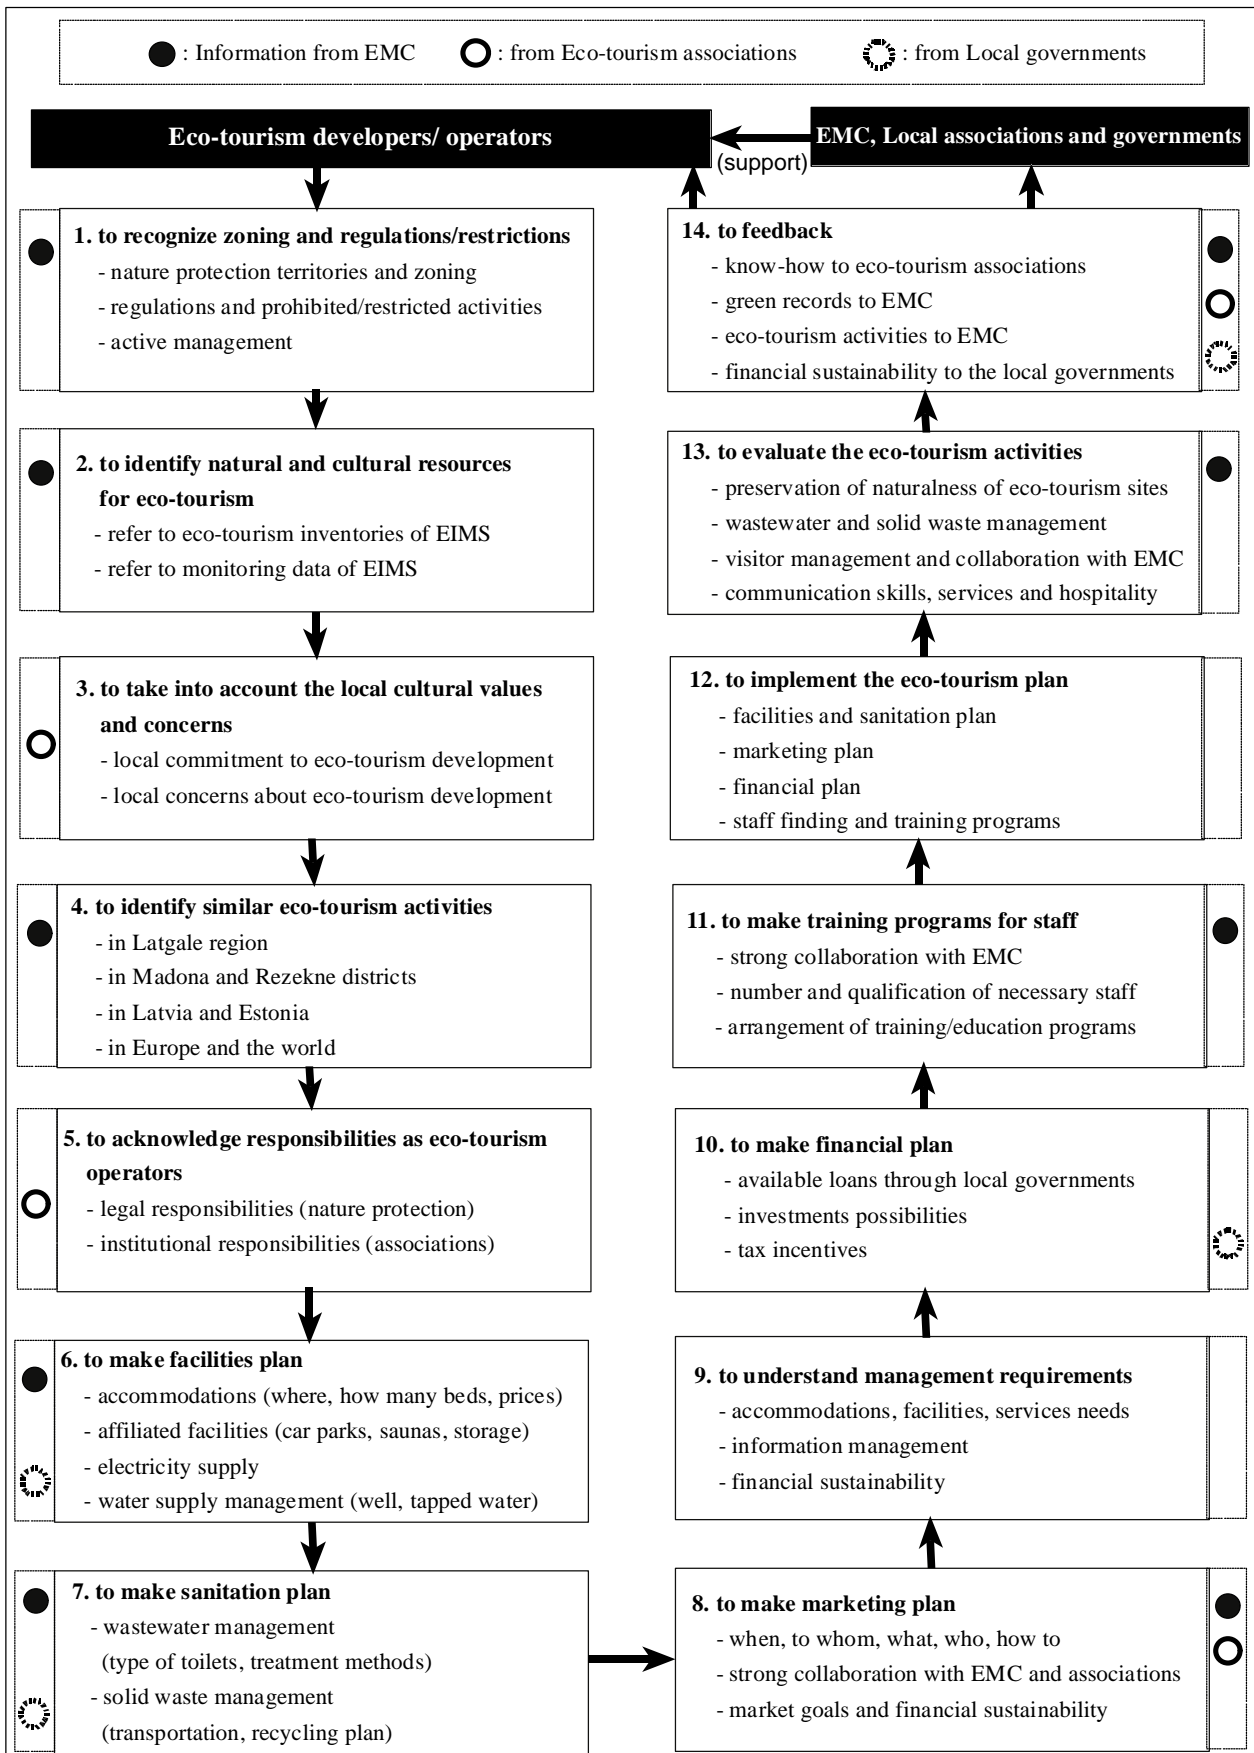 : Information from EMC : from Eco-tourism associations : from Local governments
Eco-tourism developers/ operators
EMC, Local associations and governments
(support)
1. to recognize zoning and regulations/restrictions
- nature protection territories and zoning
- regulations and prohibited/restricted activities
- active management
2. to identify natural and cultural resources
for eco-tourism
- refer to eco-tourism inventories of EIMS
- refer to monitoring data of EIMS
3. to take into account the local cultural values
and concerns
- local commitment to eco-tourism development
- local concerns about eco-tourism development
4. to identify similar eco-tourism activities
- in Latgale region
- in Madona and Rezekne districts
- in Latvia and Estonia
- in Europe and the world
5. to acknowledge responsibilities as eco-tourism
operators
- legal responsibilities (nature protection)
- institutional responsibilities (associations)
6. to make facilities plan
- accommodations (where, how many beds, prices)
- affiliated facilities (car parks, saunas, storage)
- electricity supply
- water supply management (well, tapped water)
7. to make sanitation plan
- wastewater management
(type of toilets, treatment methods)
- solid waste management
(transportation, recycling plan)
8. to make marketing plan
- when, to whom, what, who, how to
- strong collaboration with EMC and associations
- market goals and financial sustainability
9. to understand management requirements
- accommodations, facilities, services needs
- information management
- financial sustainability
10. to make financial plan
- available loans through local governments
- investments possibilities
- tax incentives
11. to make training programs for staff
- strong collaboration with EMC
- number and qualification of necessary staff
- arrangement of training/education programs
12. to implement the eco-tourism plan
- facilities and sanitation plan
- marketing plan
- financial plan
- staff finding and training programs
13. to evaluate the eco-tourism activities
- preservation of naturalness of eco-tourism sites
- wastewater and solid waste management
- visitor management and collaboration with EMC
- communication skills, services and hospitality
14. to feedback
- know-how to eco-tourism associations
- green records to EMC
- eco-tourism activities to EMC
- financial sustainability to the local governments